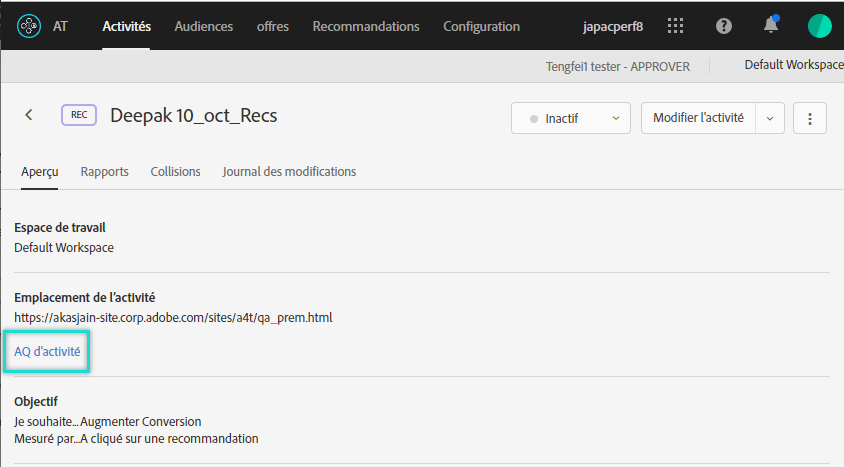 AT Activités Audiences offres Recommandations Configuration japacperf8
Tengfei1 tester - APPROVER Default Workspace
REC Deepak 10_oct_Recs Inactif Modifier l'activité
Aperçu Rapports Collisions Journal des modifications
Espace de travail
Default Workspace
Emplacement de l'activité
https://akasjain-site.corp.adobe.com/sites/a4t/qa_prem.html
AQ d'activité
Objectif
Je souhaite...Augmenter Conversion
Mesuré par...A cliqué sur une recommandation